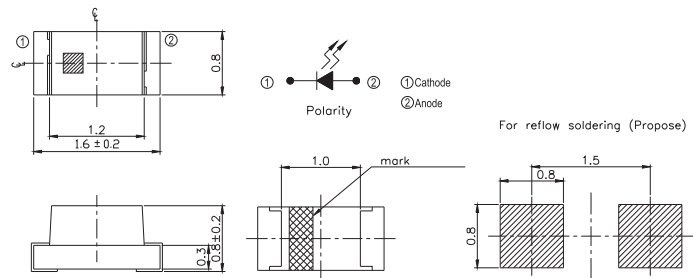 ① ②
0.8
1.2
1.6 ± 0.2
① ②
Polarity
①Cathode
②Anode
For reflow soldering (Propose)
0.3
0.8±0.2
1.0
mark
1.5
0.8
0.8